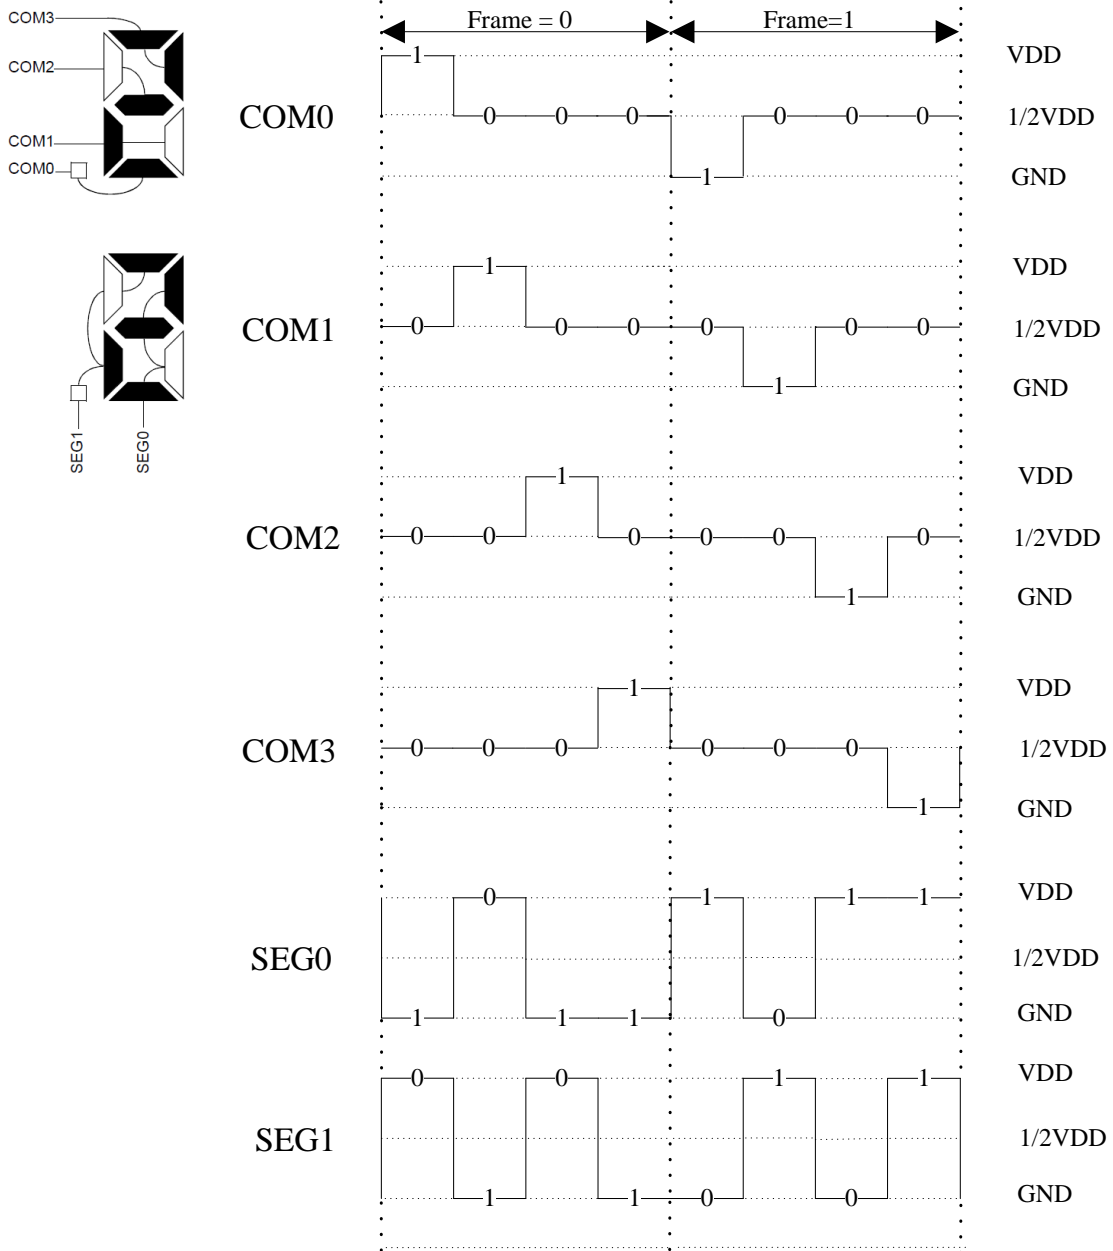 COM3
COM2
COM1
COM0
SEG1
SEG0
Frame = 0
Frame=1
COM0
1 0 0 0 1 0 0 0
VDD
1/2VDD
GND
COM1
0 1 0 0 0 1 0 0
VDD
1/2VDD
GND
COM2
0 0 1 0 0 0 1 0
VDD
1/2VDD
GND
COM3
0 0 0 1 0 0 0 1
VDD
1/2VDD
GND
SEG0
1 0 1 1 1 0 1 1
VDD
1/2VDD
GND
SEG1
0 1 0 1 0 1 0 1
VDD
1/2VDD
GND